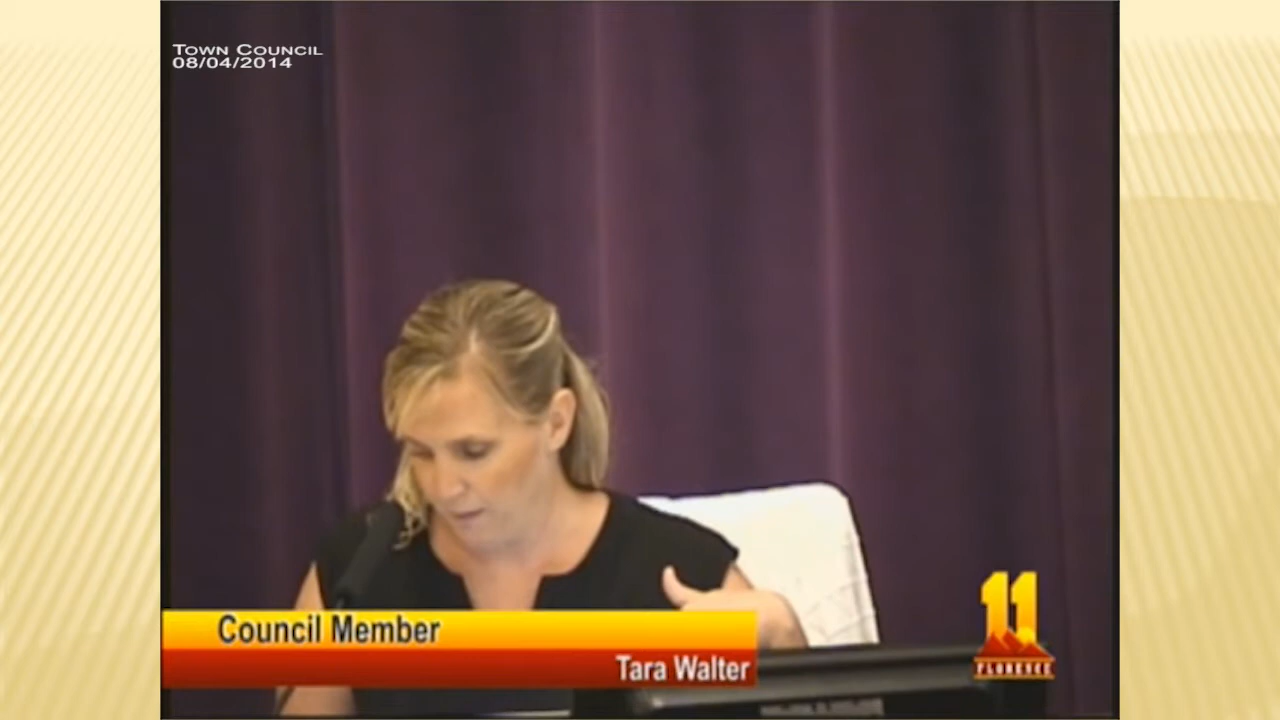 Town Council
08/04/2014
Council Member
Tara Walter
11
FLORENCE